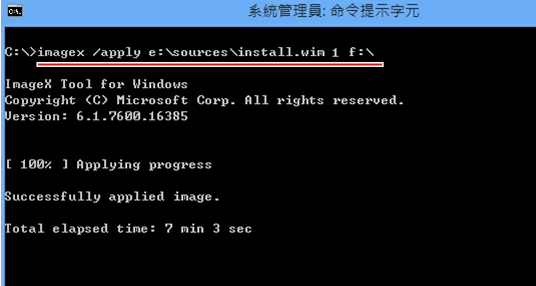 系統管理員: 命令提示字元
C:\>imagex /apply e:\sources\install.wim 1 f:\
ImageX Tool for Windows
Copyright (C) Microsoft Corp. All rights reserved.
Version: 6.1.7600.16385
[ 100% ] Applying progress
Successfully applied image.
Total elapsed time: 7 min 3 sec